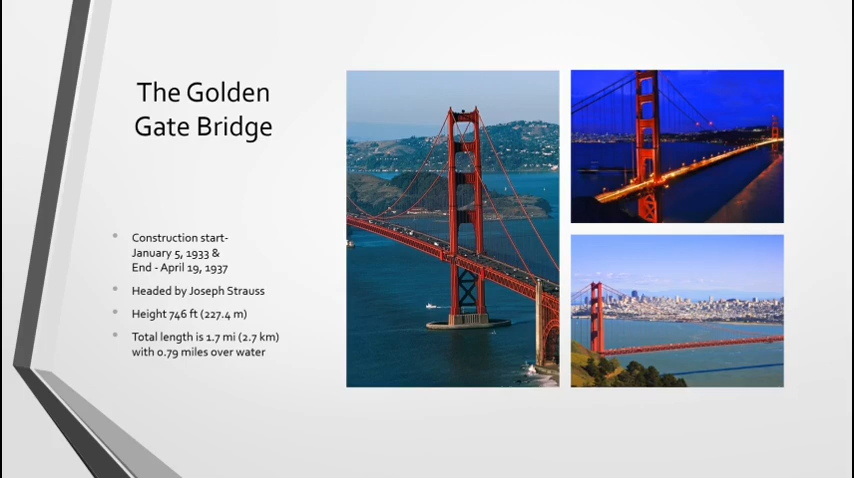 The Golden
Gate Bridge
Construction start-
January 5, 1933 &
End - April 19, 1937
Headed by Joseph Strauss
Height 746 ft (227.4 m)
Total length is 1.7 mi (2.7 km)
with 0.79 miles over water